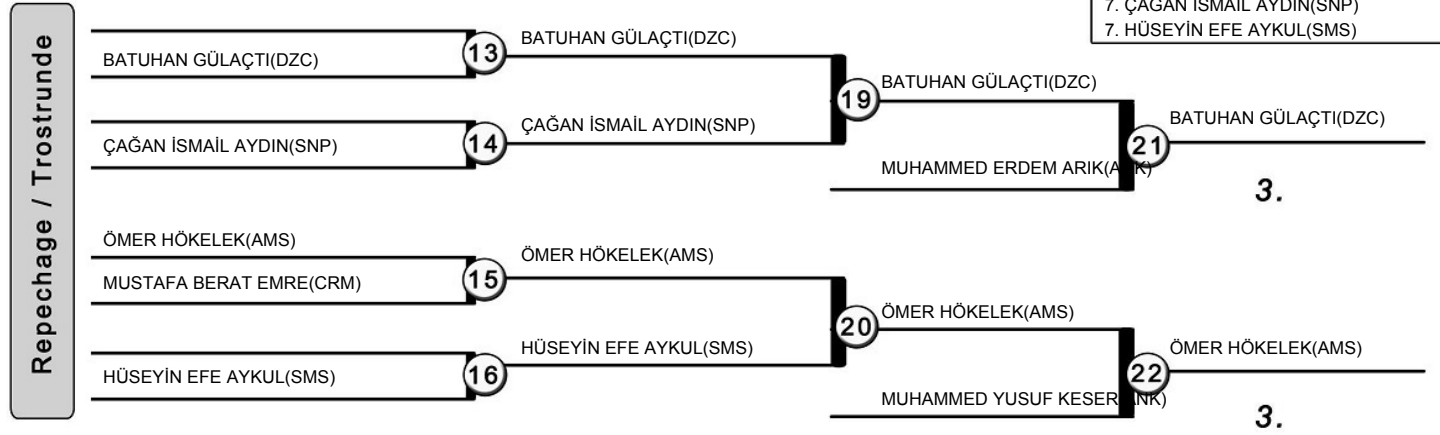 7. ÇAĞAN İSMAİL AYDIN(SNP)
7. HÜSEYİN EFE AYKUL(SMS)
Repechage / Trostrunde
BATUHAN GÜLAÇTI(DZC)
13
BATUHAN GÜLAÇTI(DZC)
ÇAĞAN İSMAİL AYDIN(SNP)
14
ÇAĞAN İSMAİL AYDIN(SNP)
19
BATUHAN GÜLAÇTI(DZC)
MUHAMMED ERDEM ARIK
21
BATUHAN GÜLAÇTI(DZC)
3.
ÖMER HÖKELEK(AMS)
MUSTAFA BERAT EMRE(CRM)
15
ÖMER HÖKELEK(AMS)
HÜSEYİN EFE AYKUL(SMS)
16
HÜSEYİN EFE AYKUL(SMS)
20
ÖMER HÖKELEK(AMS)
MUHAMMED YUSUF KESER
22
ÖMER HÖKELEK(AMS)
3.